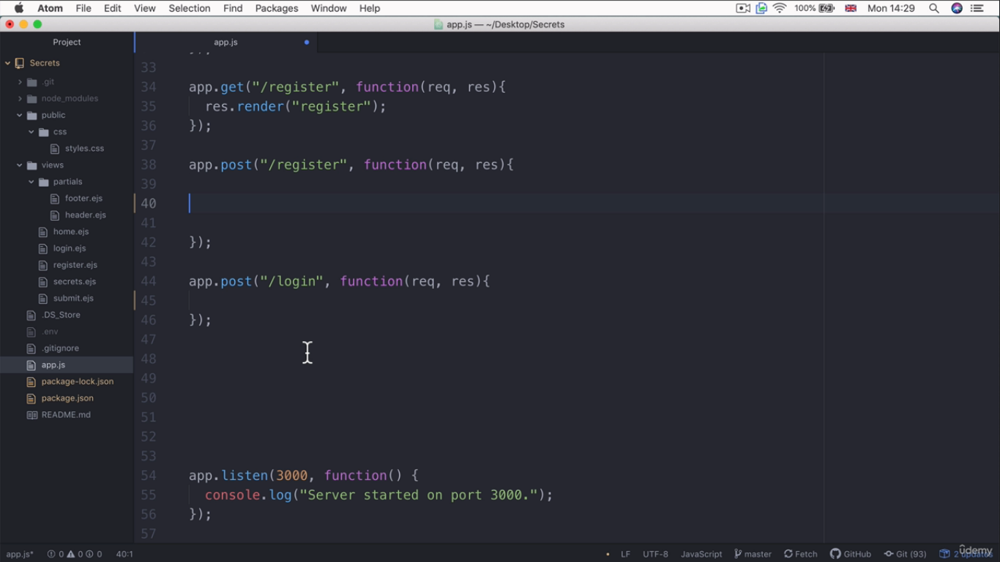 Atom File Edit View Selection Find Packages Window Help 100% Mon 14:29
app.js — ~/Desktop/Secrets
Project
Secrets
.git
node_modules
public
css
styles.css
views
partials
footer.ejs
header.ejs
home.ejs
login.ejs
register.ejs
secrets.ejs
submit.ejs
.DS_Store
.env
.gitignore
app.js
package-lock.json
package.json
README.md
app.js
33
34 app.get("/register", function(req, res){
35 res.render("register");
36 });
37
38 app.post("/register", function(req, res){
39
40
41
42 });
43
44 app.post("/login", function(req, res){
45
46 });
47
48
49
50
51
52
53
54 app.listen(3000, function() {
55 console.log("Server started on port 3000.");
56 });
57
app.js* 0 0 0 40:1 LF UTF-8 JavaScript master Fetch GitHub Git (93) 2 updates
udemy